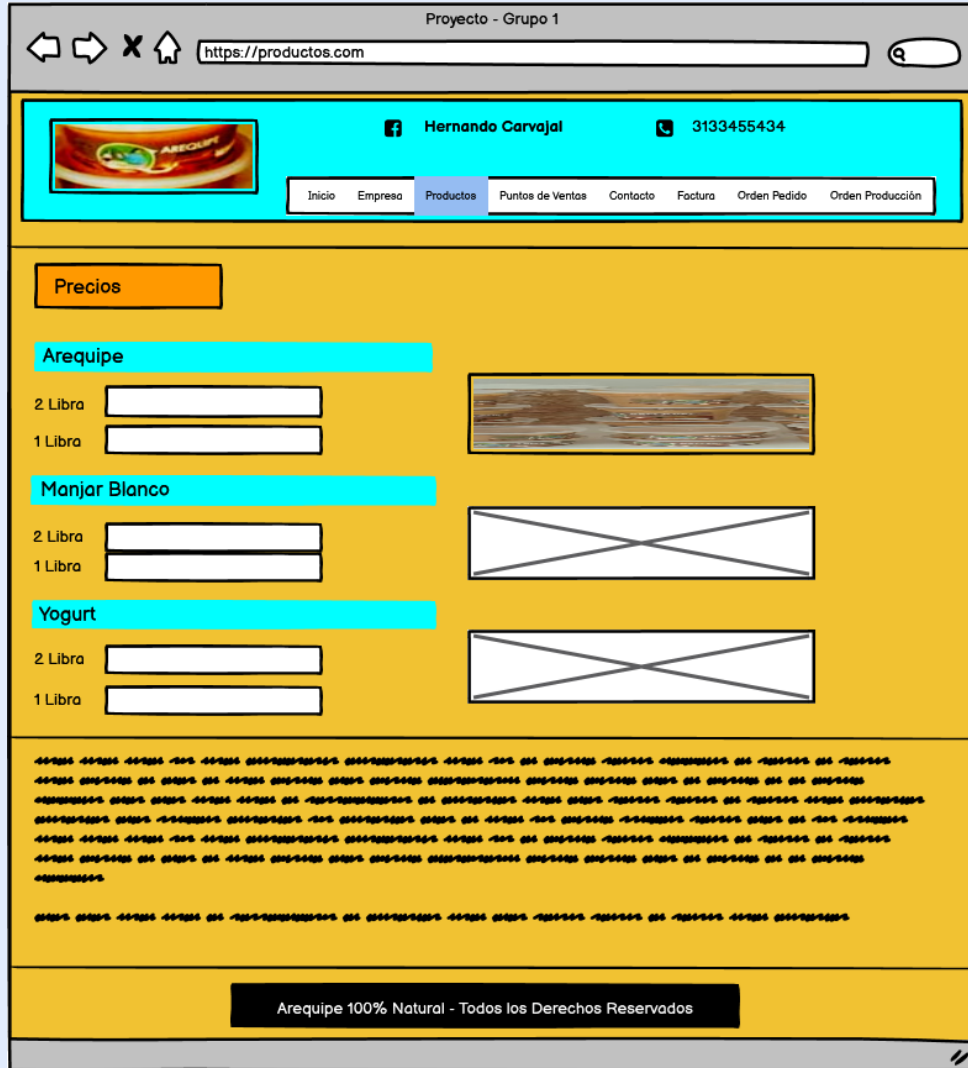 Proyecto - Grupo 1
https://productos.com
AREQUIPE
Hernando Carvajal
3133455434
Inicio Empresa Productos Puntos de Ventas Contacto Factura Orden Pedido Orden Producción
Precios
Arequipe
2 Libra
1 Libra
Manjar Blanco
2 Libra
1 Libra
Yogurt
2 Libra
1 Libra
Arequipe 100% Natural - Todos los Derechos Reservados